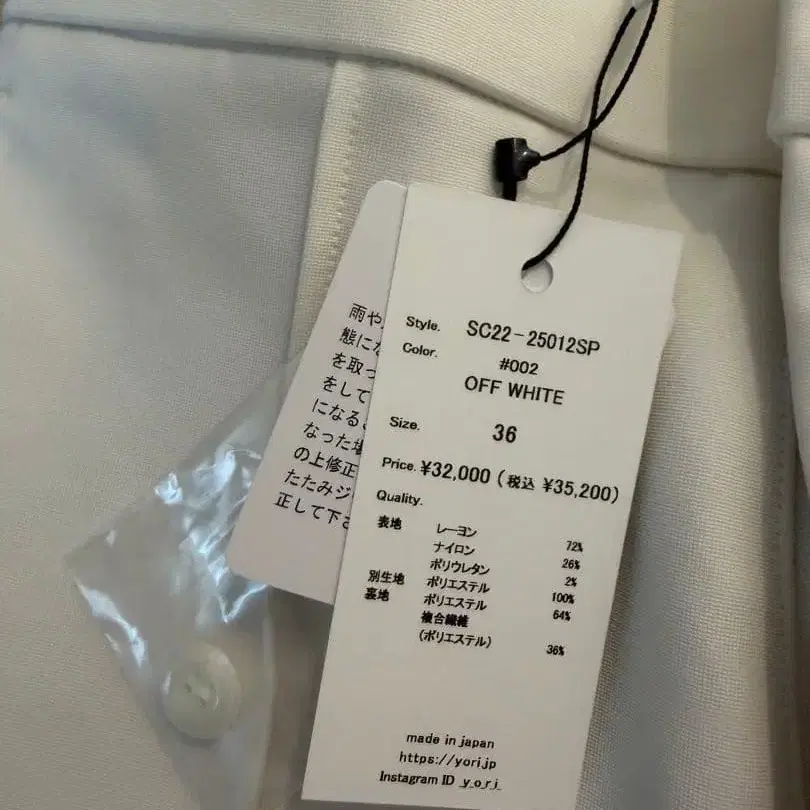 雨や
態にな
を取っ
をして
になる
なった場
の上修正
たたみジ
正して下さ
Style. SC22-25012SP
Color. #002
OFF WHITE
Size. 36
Price. ¥32,000 (税込 ¥35,200)
Quality.
表地 レーヨン 72%
ナイロン 26%
ポリウレタン 2%
別生地 ポリエステル 100%
裏地 ポリエステル 64%
複合繊維
(ポリエステル) 36%
made in japan
https://yori.jp
Instagram ID _y_o_r_i_